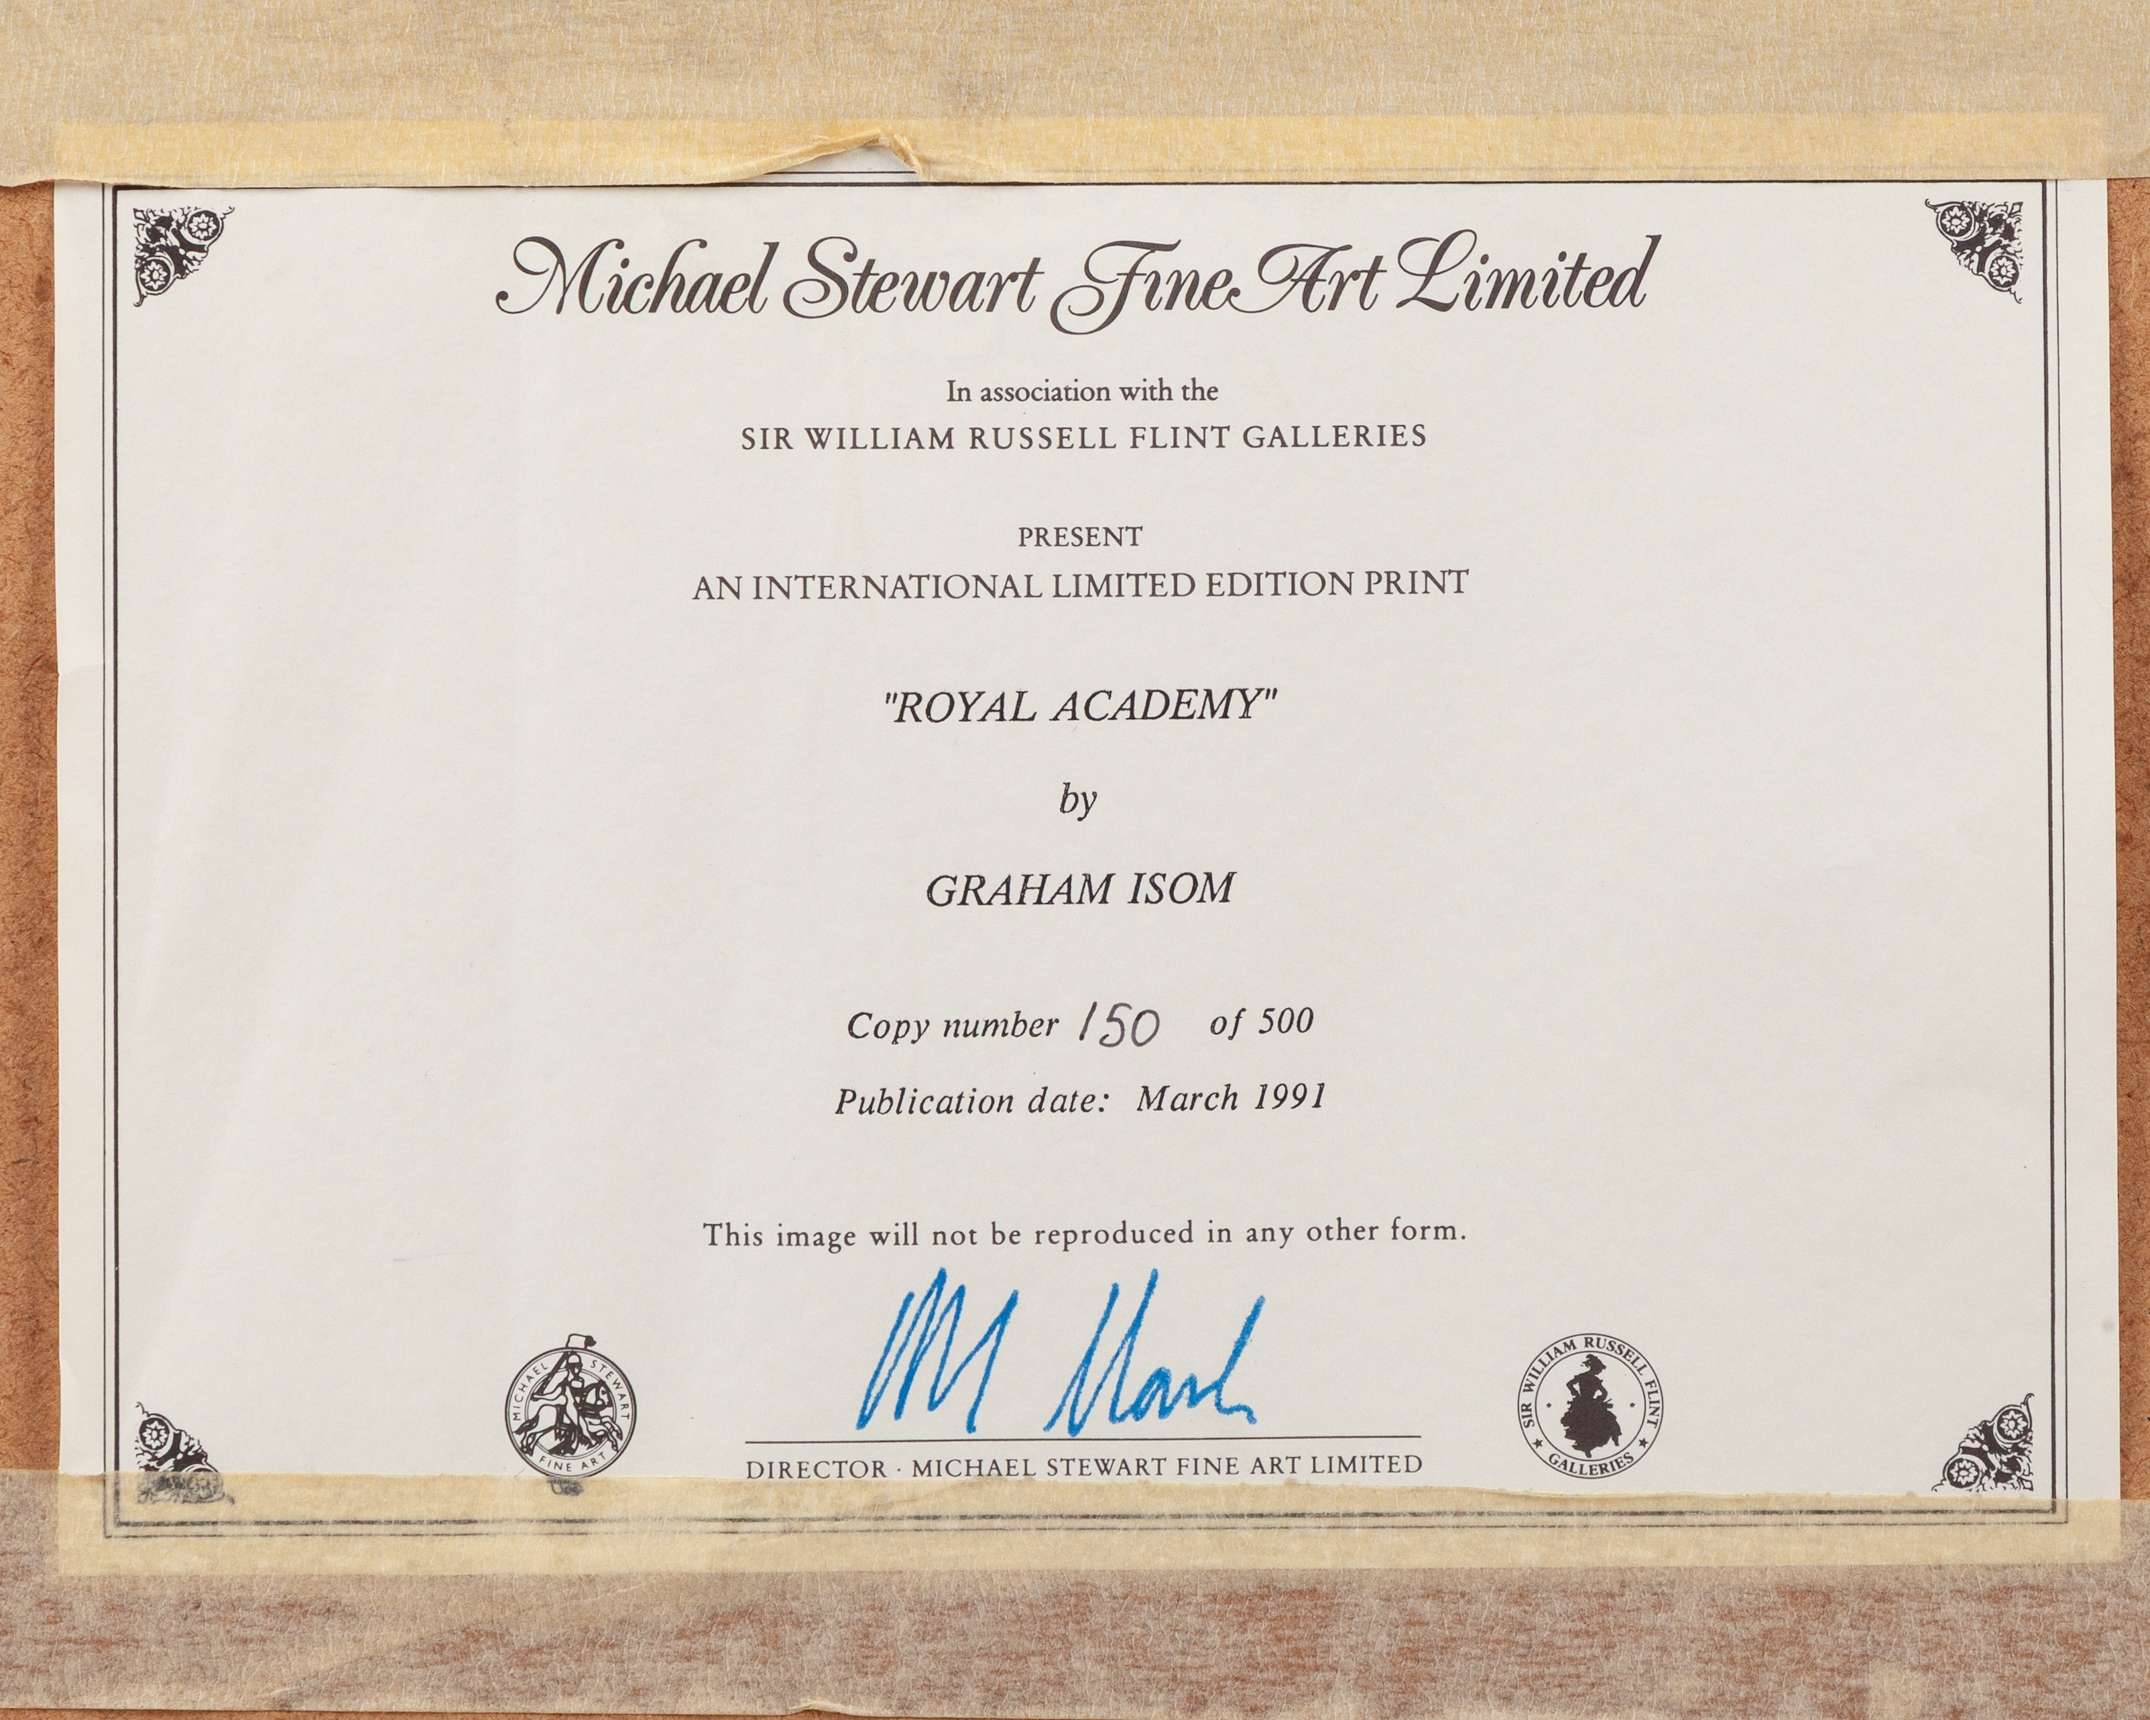 Michael Stewart Fine Art Limited
In association with the
SIR WILLIAM RUSSELL FLINT GALLERIES
PRESENT
AN INTERNATIONAL LIMITED EDITION PRINT
"ROYAL ACADEMY"
by
GRAHAM ISOM
Copy number 150 of 500
Publication date: March 1991
This image will not be reproduced in any other form.
MICHAEL STEWART
FINE ART
DIRECTOR · MICHAEL STEWART FINE ART LIMITED
SIR WILLIAM RUSSELL FLINT
★ GALLERIES ★